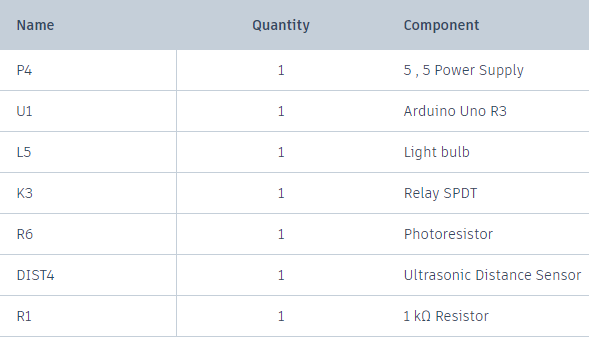 Name Quantity Component
P4 1 5 , 5 Power Supply
U1 1 Arduino Uno R3
L5 1 Light bulb
K3 1 Relay SPDT
R6 1 Photoresistor
DIST4 1 Ultrasonic Distance Sensor
R1 1 1 kΩ Resistor